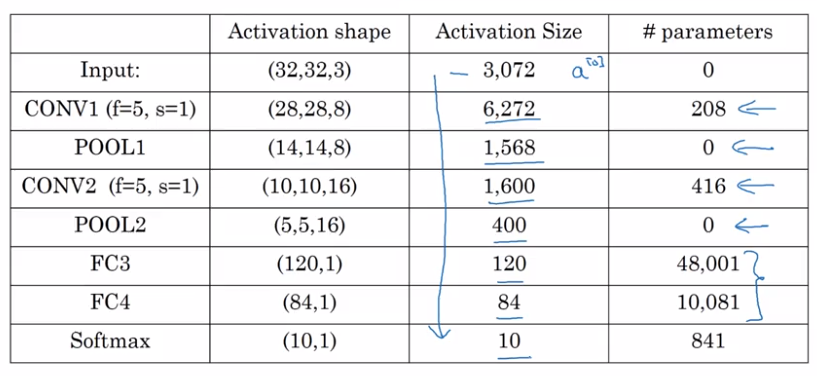 Activation shape Activation Size # parameters
Input: (32,32,3) 3,072 a[0] 0
CONV1 (f=5, s=1) (28,28,8) 6,272 208
POOL1 (14,14,8) 1,568 0
CONV2 (f=5, s=1) (10,10,16) 1,600 416
POOL2 (5,5,16) 400 0
FC3 (120,1) 120 48,001
FC4 (84,1) 84 10,081
Softmax (10,1) 10 841